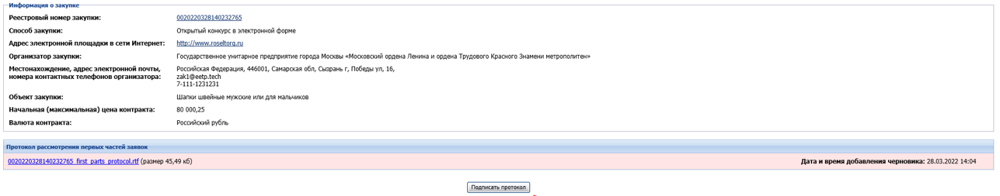 Информация о закупке
Реестровый номер закупки: 0020220328140232765
Способ закупки: Открытый конкурс в электронной форме
Адрес электронной площадки в сети Интернет: http://www.roseltorg.ru
Организатор закупки: Государственное унитарное предприятие города Москвы «Московский ордена Ленина и ордена Трудового Красного Знамени метрополитен»
Местонахождение, адрес электронной почты, Российская Федерация, 446001, Самарская обл, Сызрань г, Победы ул, 16,
номера контактных телефонов организатора: zak1@eetp.tech
7-111-1231231
Объект закупки: Шапки швейные мужские или для мальчиков
Начальная (максимальная) цена контракта: 80 000,25
Валюта контракта: Российский рубль
Протокол рассмотрения первых частей заявок
0020220328140232765_first_parts_protocol.rtf (размер 45,49 кб) Дата и время добавления черновика: 28.03.2022 14:04
Подписать протокол